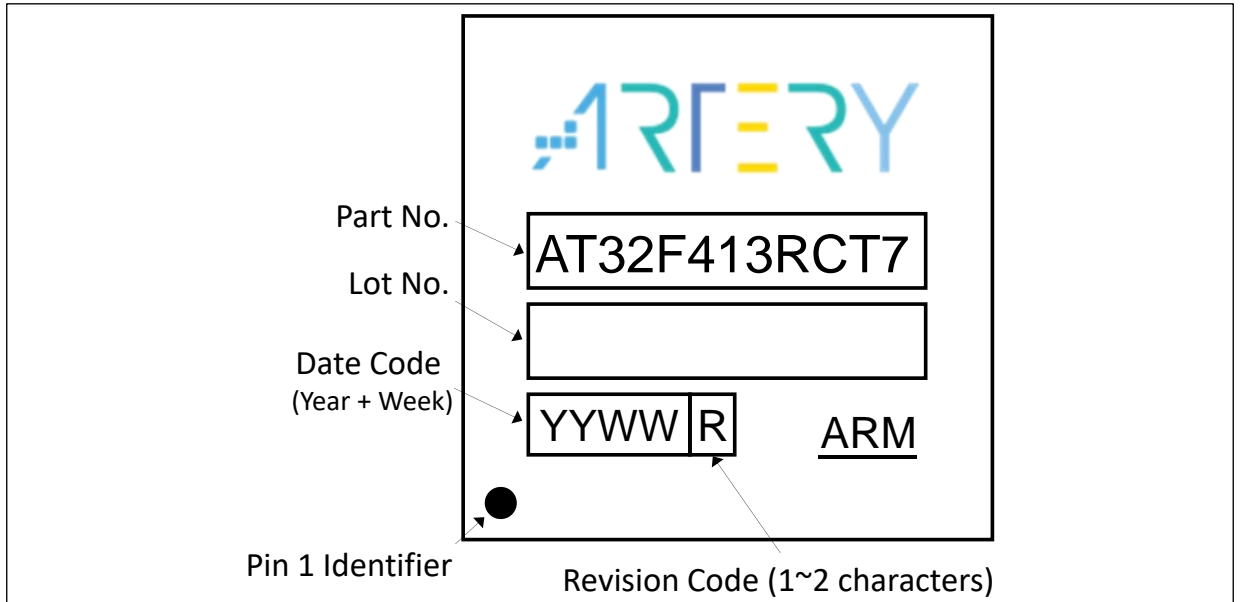 ARTERY
Part No.
AT32F413RCT7
Lot No.
Date Code
(Year + Week)
YYWW R
ARM
Pin 1 Identifier
Revision Code (1~2 characters)